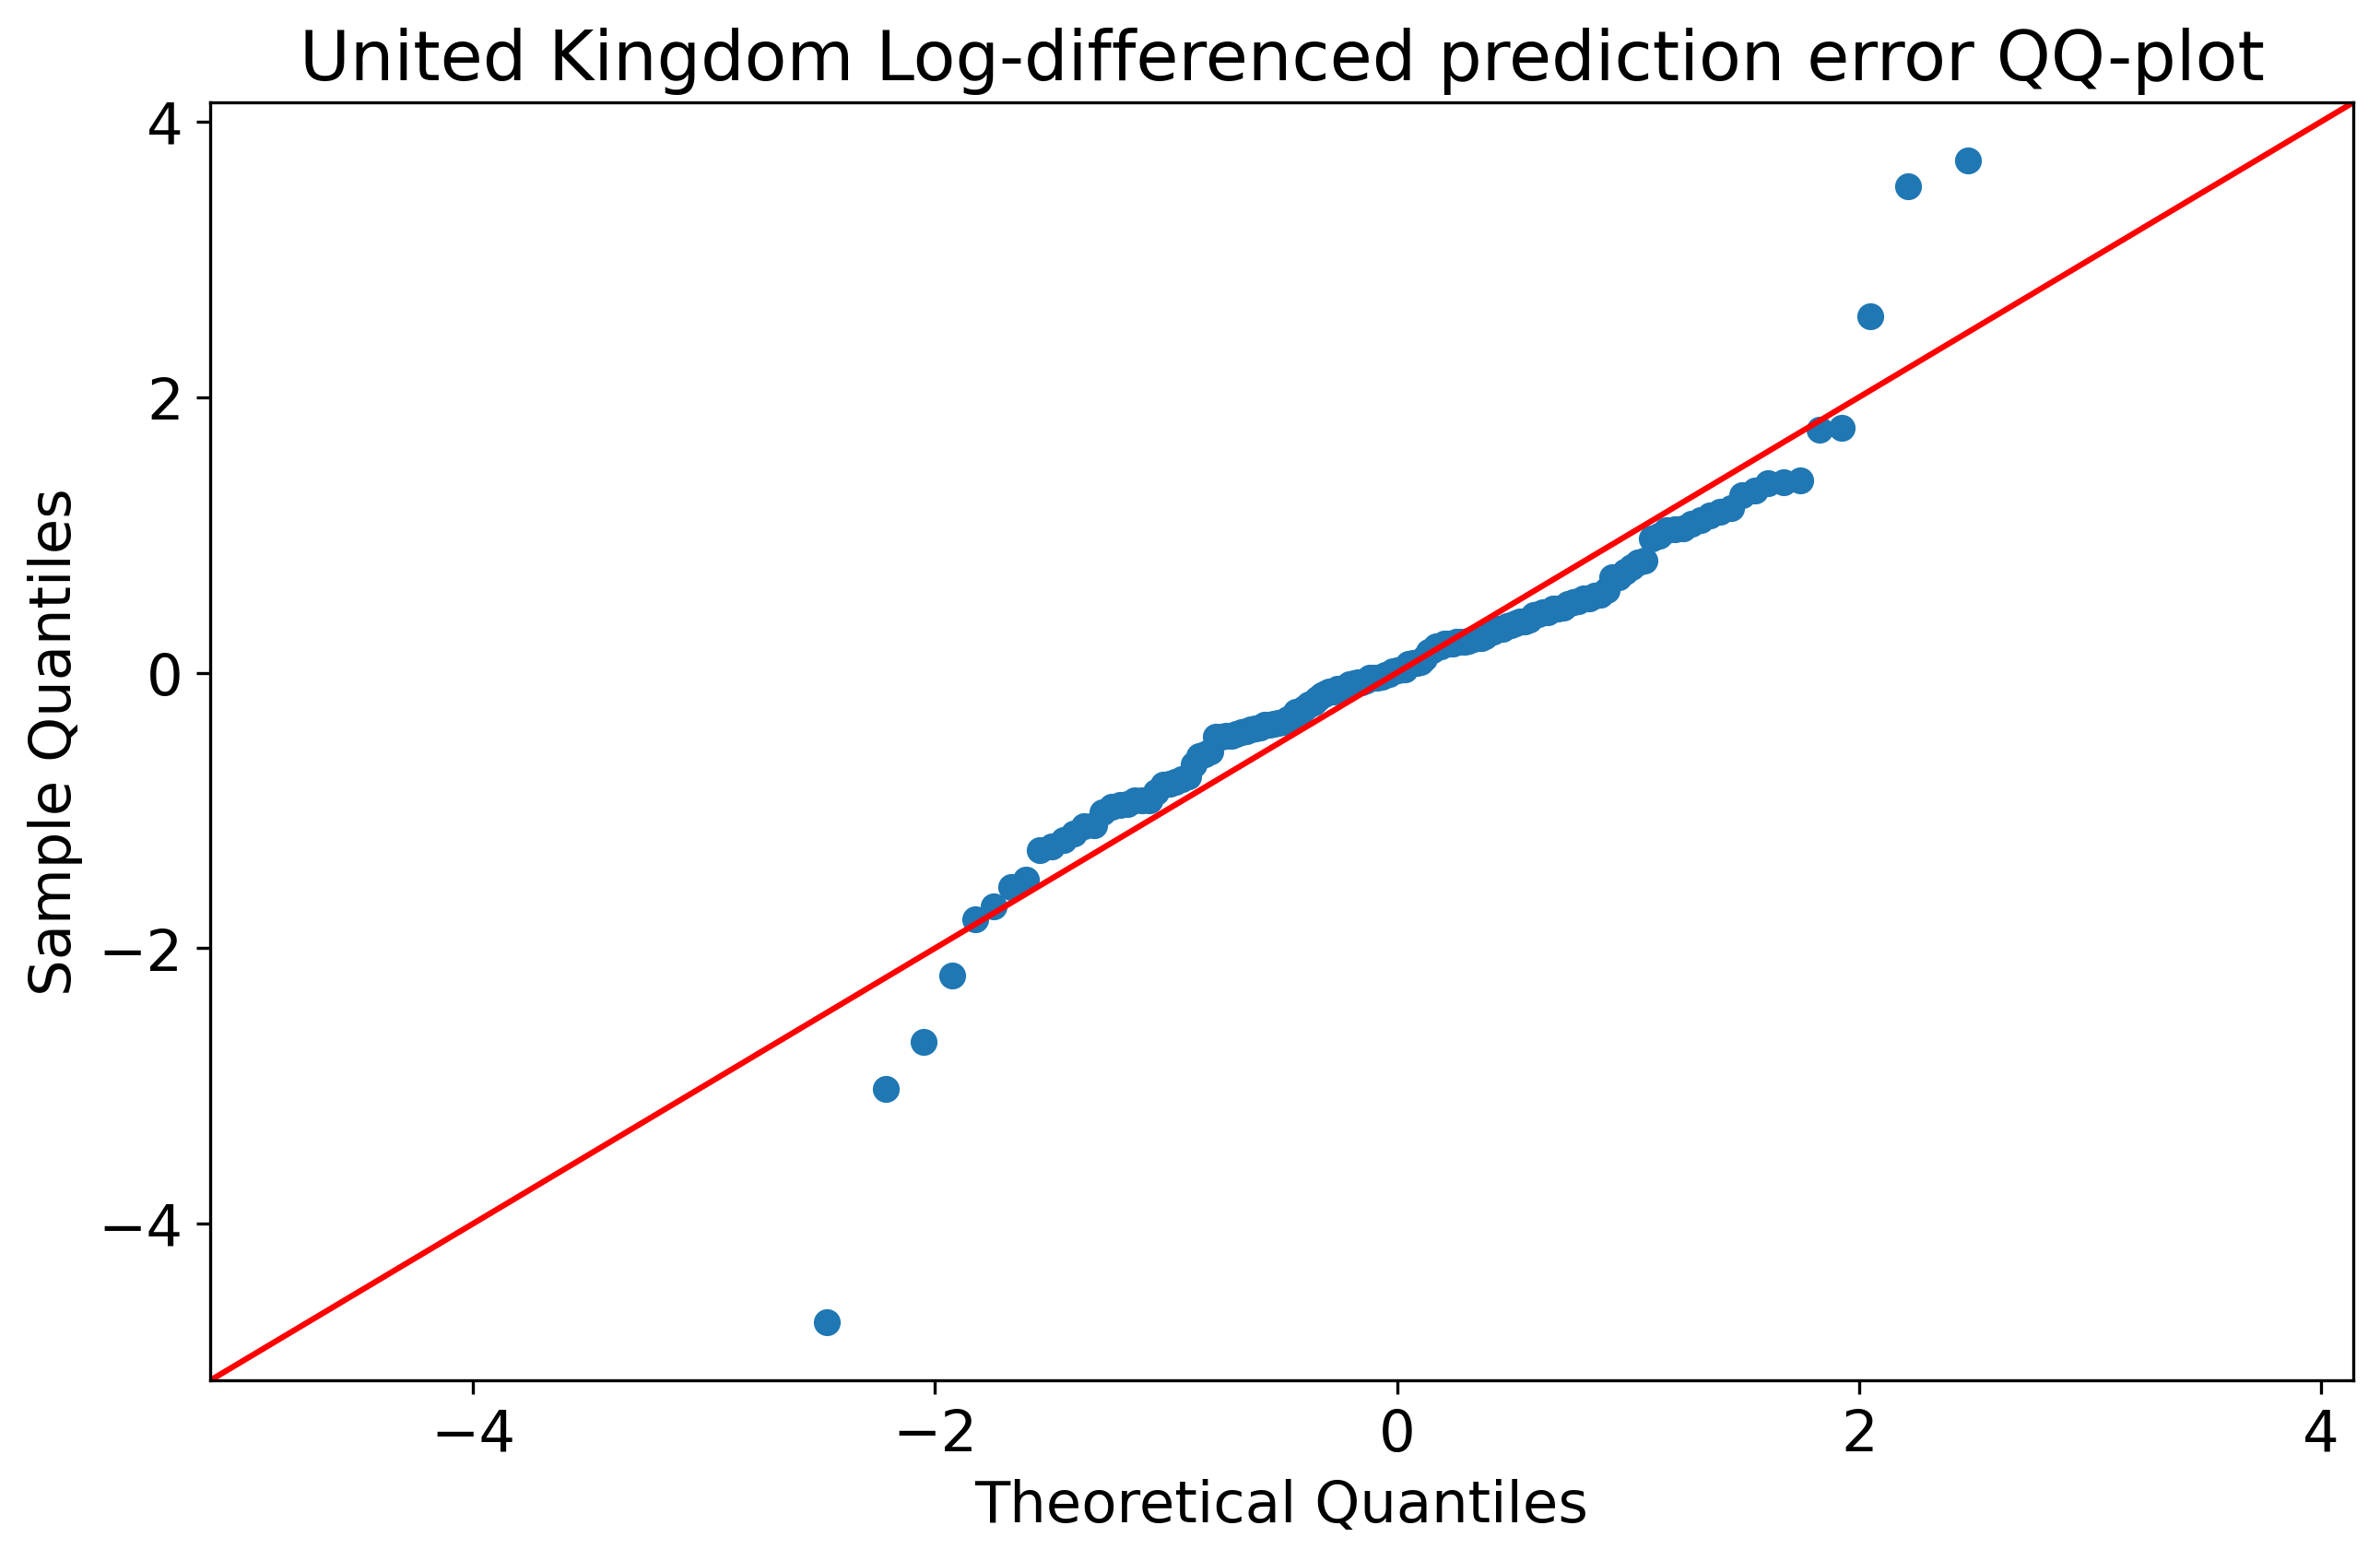 United Kingdom Log-differenced prediction error QQ-plot
4
2
0
−2
−4
Sample Quantiles
−4 −2 0 2 4
Theoretical Quantiles